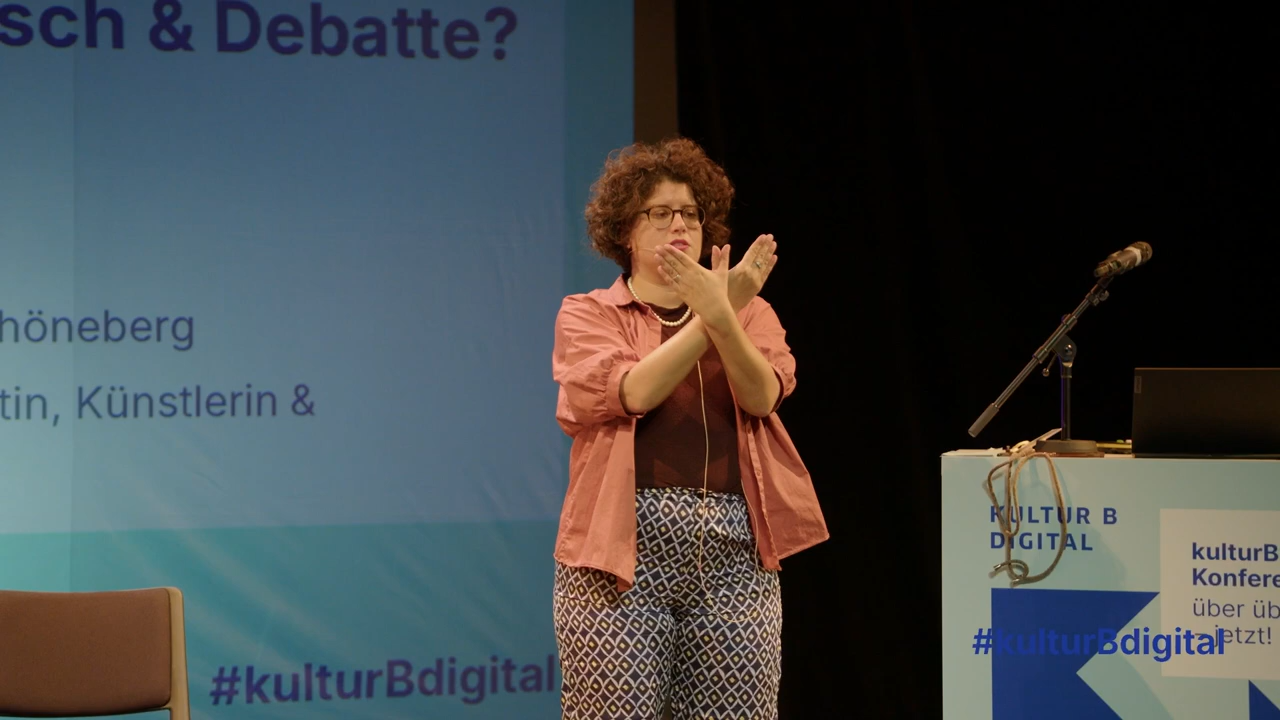 sch & Debatte?
höneberg
tin, Künstlerin &
#kulturBdigital
KULTUR B
DIGITAL
kulturB
Konfere
über üb
jetzt!
#kulturBdigital